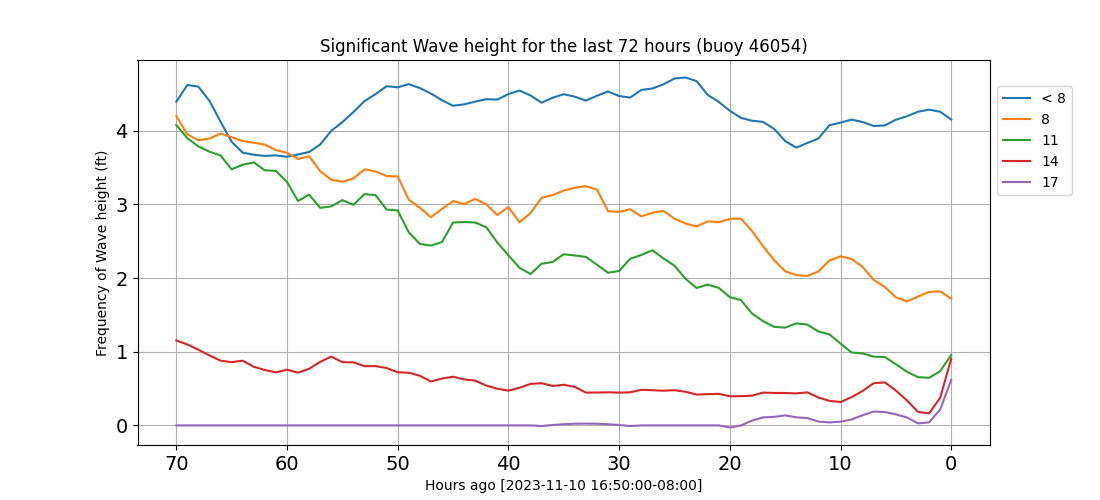 Significant Wave height for the last 72 hours (buoy 46054)
Frequency of Wave height (ft)
4
3
2
1
0
70 60 50 40 30 20 10 0
Hours ago [2023-11-10 16:50:00-08:00]
< 8
8
11
14
17